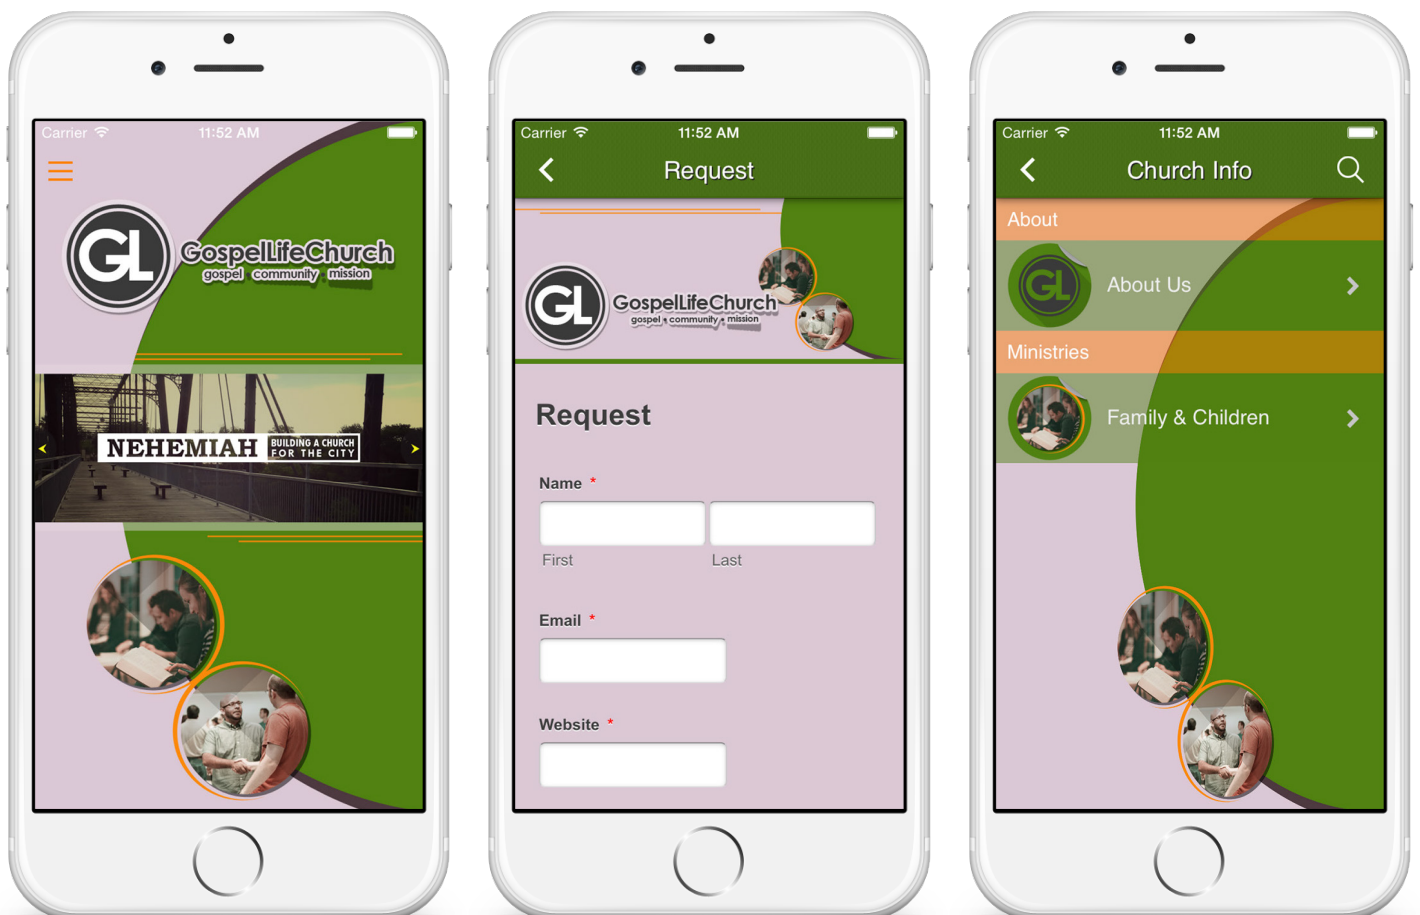 Carrier
11:52 AM
GL
GospelLifeChurch
gospel • community • mission
NEHEMIAH
BUILDING A CHURCH
FOR THE CITY
Carrier
11:52 AM
Request
GL
GospelLifeChurch
gospel • community • mission
Request
Name *
First
Last
Email *
Website *
Carrier
11:52 AM
Church Info
About
GL
About Us
Ministries
Family & Children